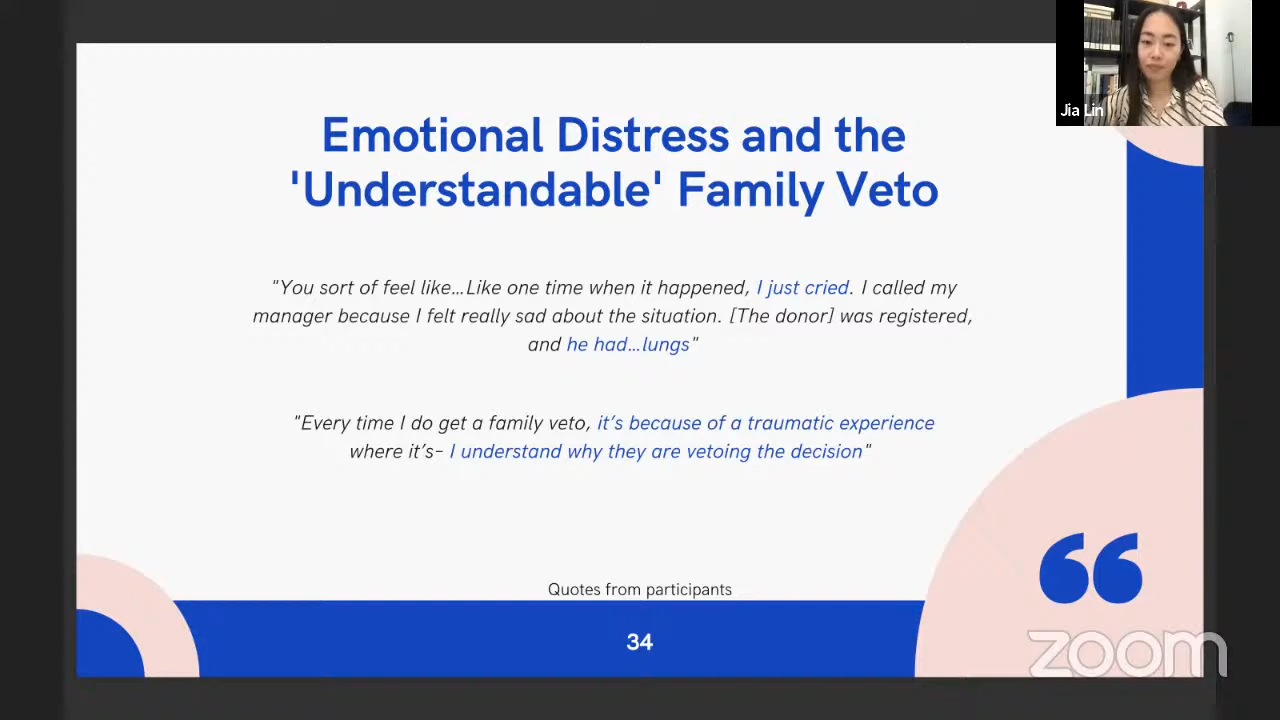 Jia Lin
Emotional Distress and the
'Understandable' Family Veto
"You sort of feel like...Like one time when it happened, I just cried. I called my
manager because I felt really sad about the situation. [The donor] was registered,
and he had...lungs"
"Every time I do get a family veto, it's because of a traumatic experience
where it's– I understand why they are vetoing the decision"
Quotes from participants
34
“
zoom